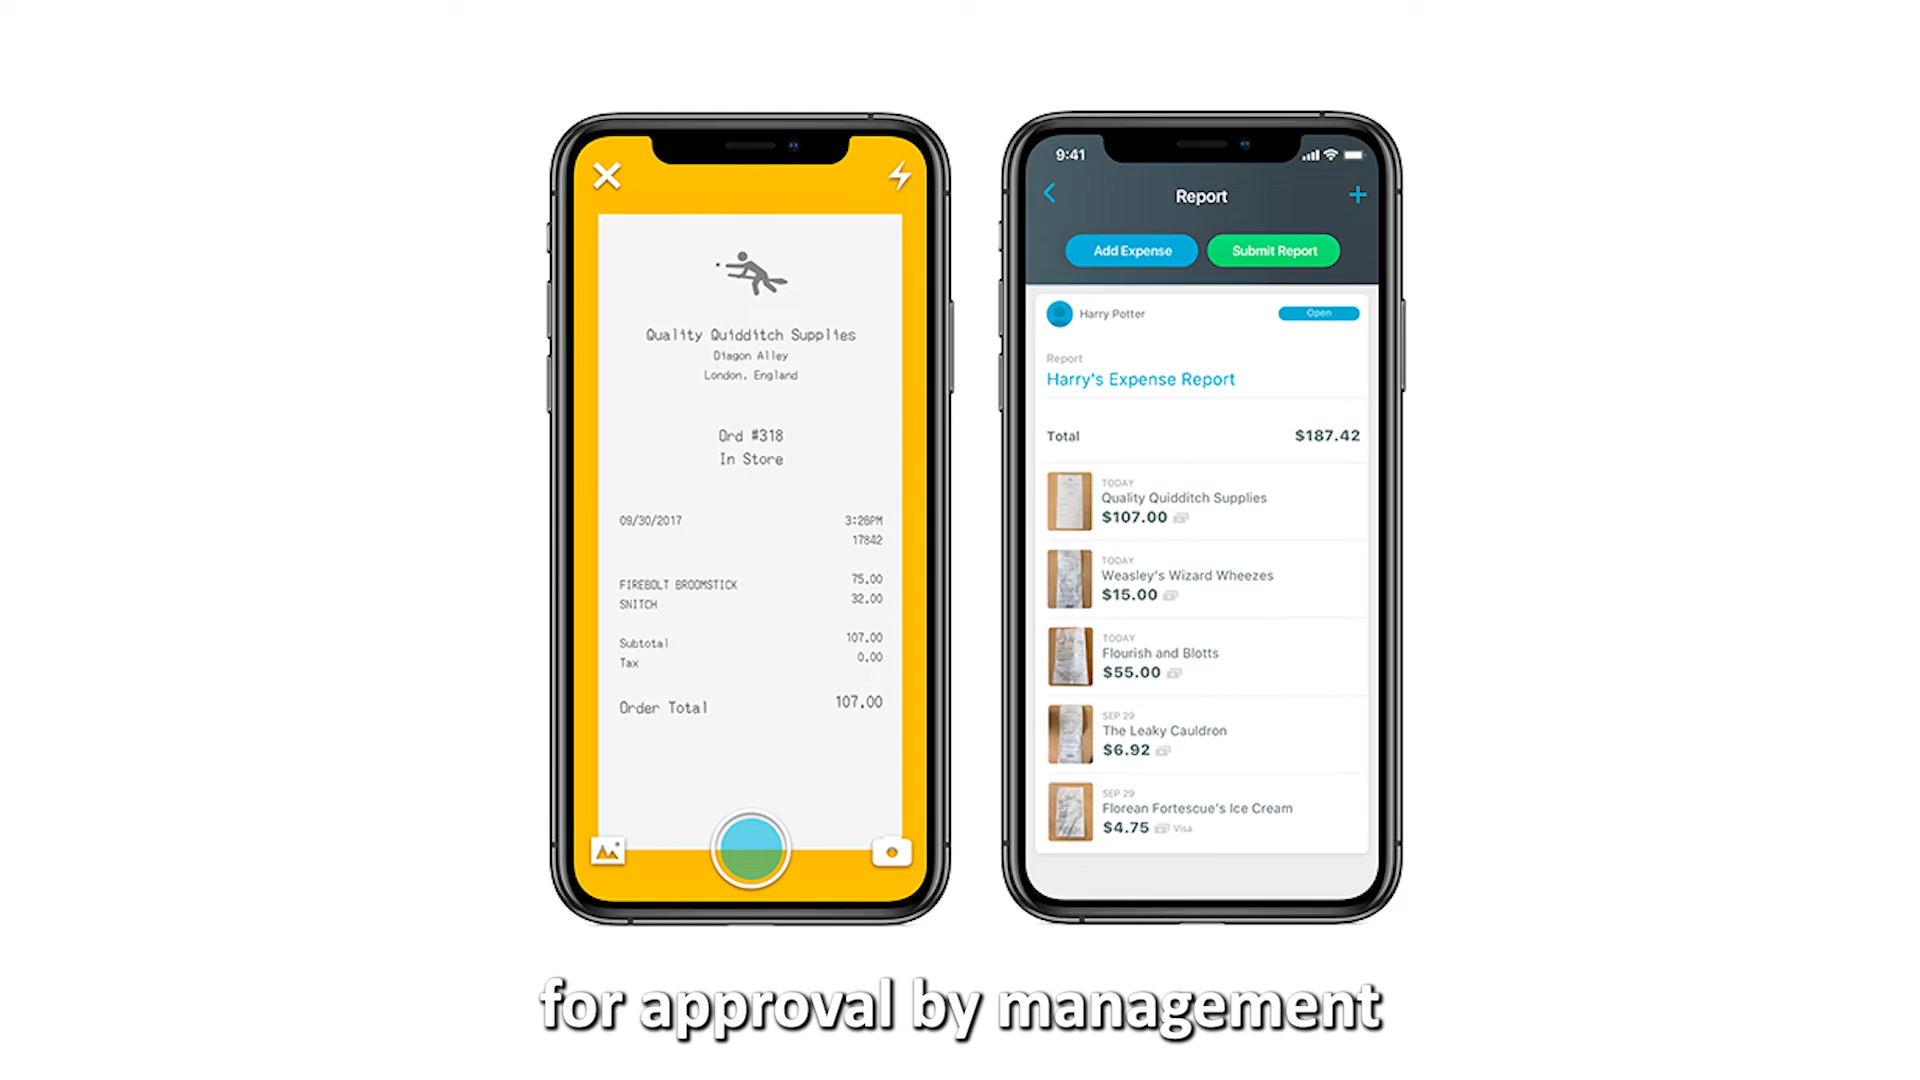 Quality Quidditch Supplies
Diagon Alley
London, England
Ord #318
In Store
09/30/2017 3:26PM
17842
FIREBOLT BROOMSTICK 75.00
SNITCH 32.00
Subtotal 107.00
Tax 0.00
Order Total 107.00
9:41
Report
Add Expense Submit Report
Harry Potter Open
Report
Harry's Expense Report
Total $187.42
TODAY
Quality Quidditch Supplies
$107.00
TODAY
Weasley's Wizard Wheezes
$15.00
TODAY
Flourish and Blotts
$55.00
SEP 29
The Leaky Cauldron
$6.92
SEP 29
Florean Fortescue's Ice Cream
$4.75 Visa
for approval by management